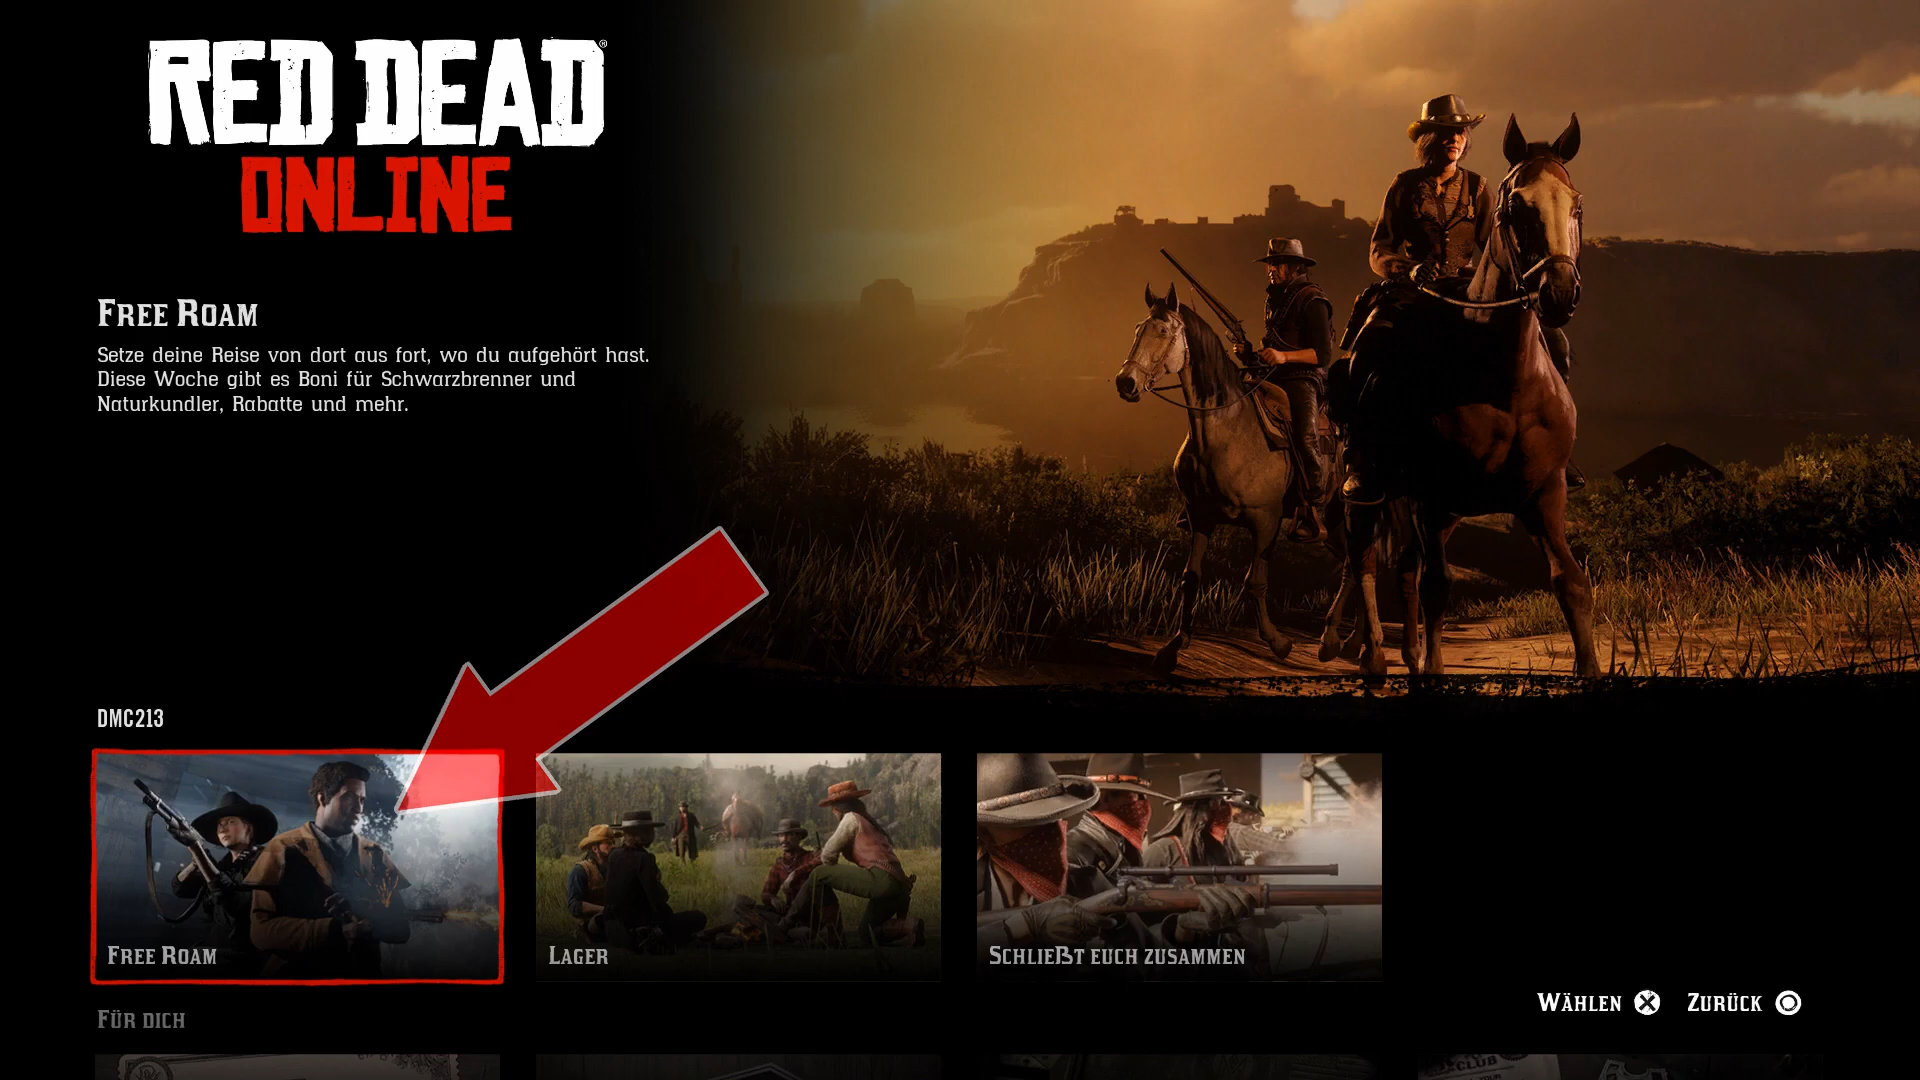 RED DEAD®
ONLINE
FREE ROAM
Setze deine Reise von dort aus fort, wo du aufgehört hast.
Diese Woche gibt es Boni für Schwarzbrenner und
Naturkundler, Rabatte und mehr.
DMC213
FREE ROAM
LAGER
SCHLIEẞT EUCH ZUSAMMEN
WÄHLEN
ZURÜCK
FÜR DICH
CLUB